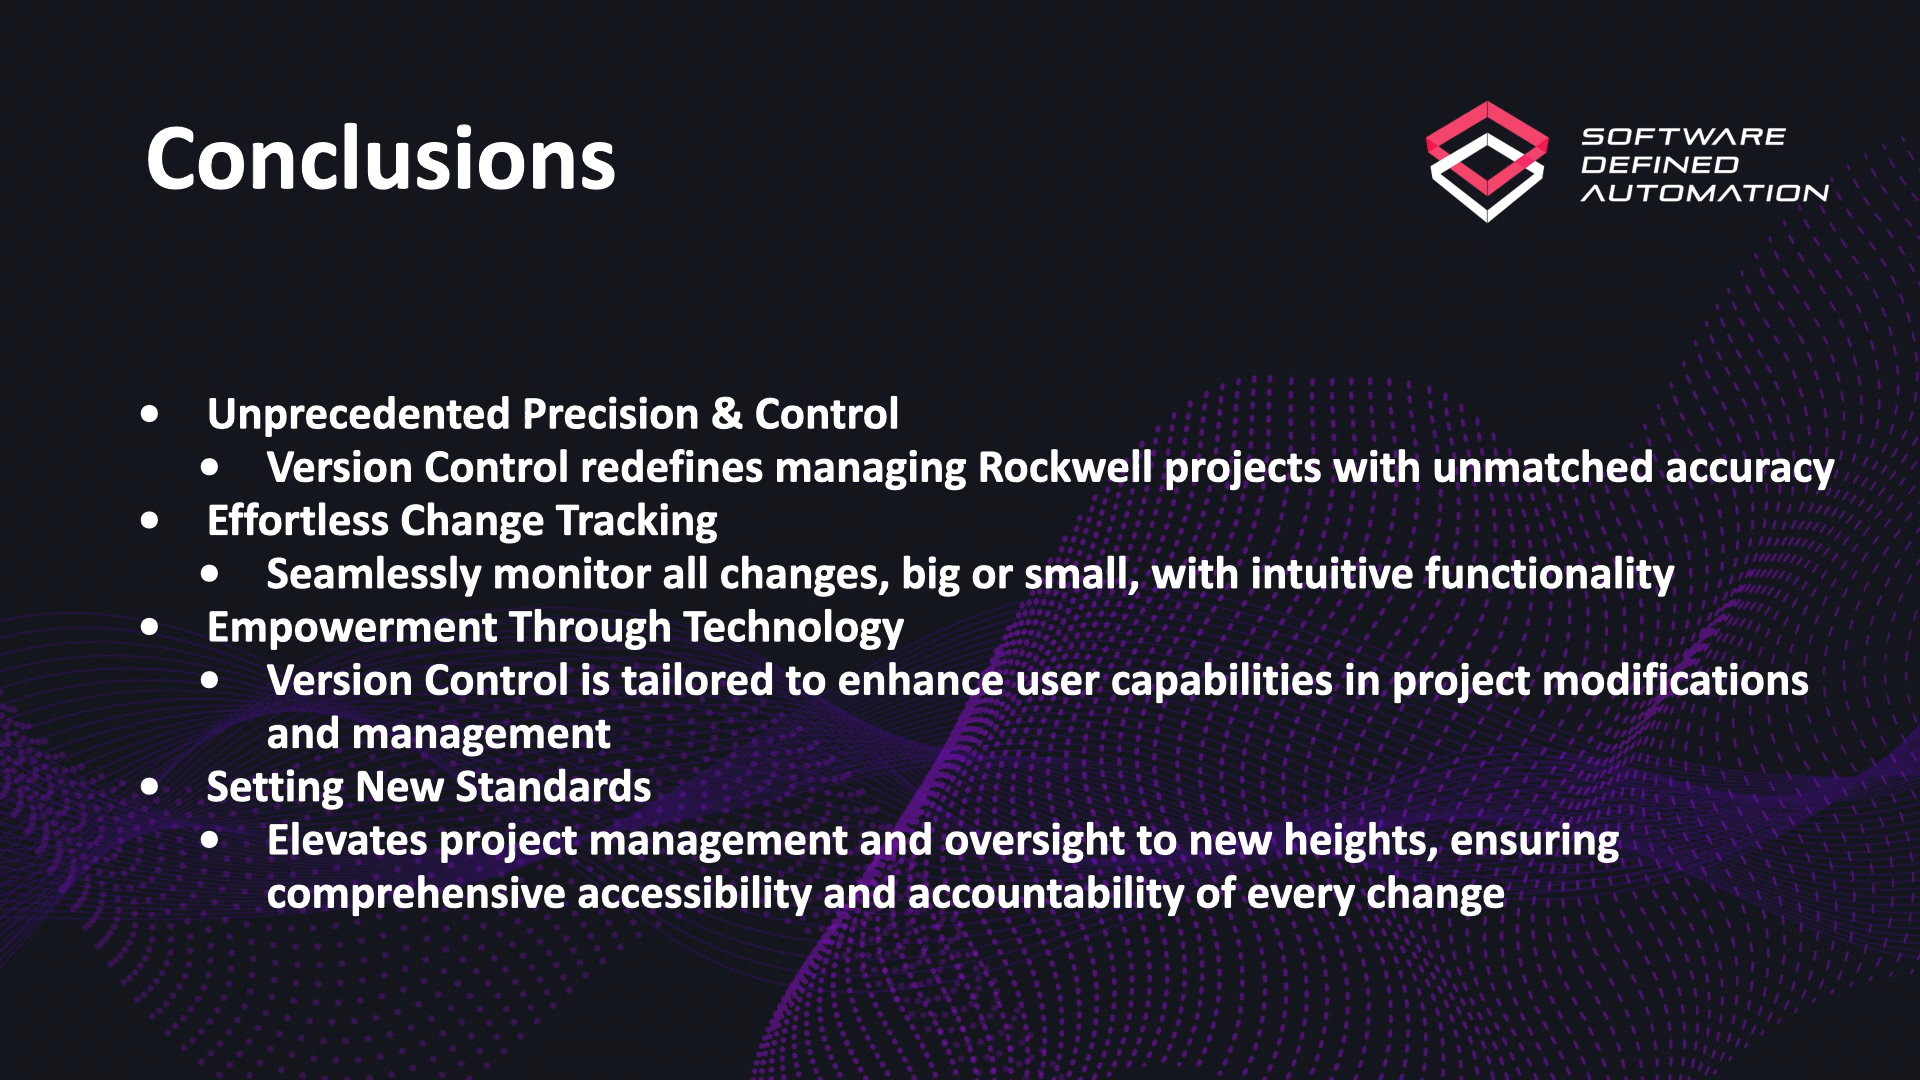 Conclusions
SOFTWARE
DEFINED
AUTOMATION
• Unprecedented Precision & Control
• Version Control redefines managing Rockwell projects with unmatched accuracy
• Effortless Change Tracking
• Seamlessly monitor all changes, big or small, with intuitive functionality
• Empowerment Through Technology
• Version Control is tailored to enhance user capabilities in project modifications
and management
• Setting New Standards
• Elevates project management and oversight to new heights, ensuring
comprehensive accessibility and accountability of every change